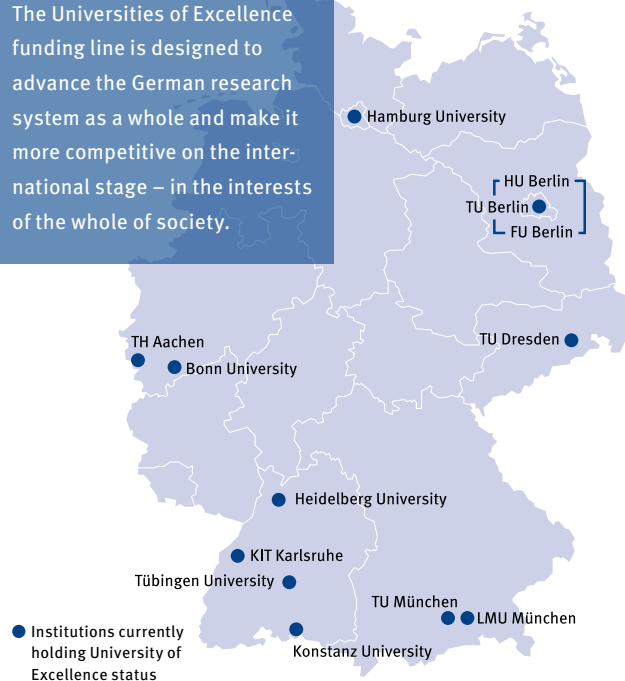 The Universities of Excellence
funding line is designed to
advance the German research
system as a whole and make it
more competitive on the inter-
national stage – in the interests
of the whole of society.
Hamburg University
HU Berlin
TU Berlin
FU Berlin
TU Dresden
TH Aachen
Bonn University
Heidelberg University
KIT Karlsruhe
Tübingen University
TU München
LMU München
Konstanz University
Institutions currently
holding University of
Excellence status